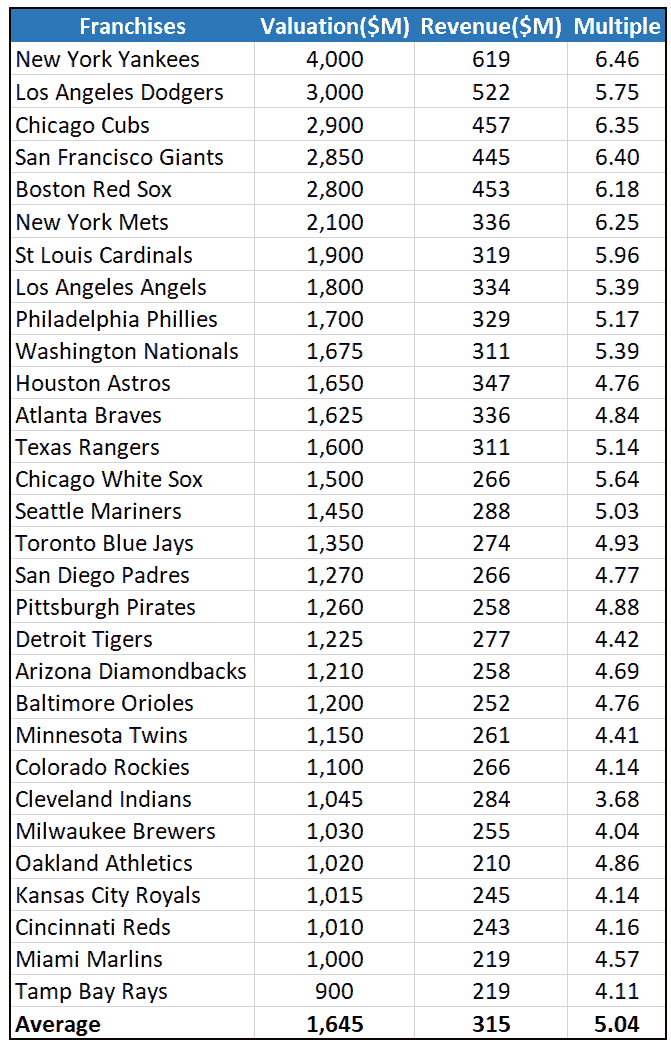 Franchises Valuation($M) Revenue($M) Multiple
New York Yankees 4,000 619 6.46
Los Angeles Dodgers 3,000 522 5.75
Chicago Cubs 2,900 457 6.35
San Francisco Giants 2,850 445 6.40
Boston Red Sox 2,800 453 6.18
New York Mets 2,100 336 6.25
St Louis Cardinals 1,900 319 5.96
Los Angeles Angels 1,800 334 5.39
Philadelphia Phillies 1,700 329 5.17
Washington Nationals 1,675 311 5.39
Houston Astros 1,650 347 4.76
Atlanta Braves 1,625 336 4.84
Texas Rangers 1,600 311 5.14
Chicago White Sox 1,500 266 5.64
Seattle Mariners 1,450 288 5.03
Toronto Blue Jays 1,350 274 4.93
San Diego Padres 1,270 266 4.77
Pittsburgh Pirates 1,260 258 4.88
Detroit Tigers 1,225 277 4.42
Arizona Diamondbacks 1,210 258 4.69
Baltimore Orioles 1,200 252 4.76
Minnesota Twins 1,150 261 4.41
Colorado Rockies 1,100 266 4.14
Cleveland Indians 1,045 284 3.68
Milwaukee Brewers 1,030 255 4.04
Oakland Athletics 1,020 210 4.86
Kansas City Royals 1,015 245 4.14
Cincinnati Reds 1,010 243 4.16
Miami Marlins 1,000 219 4.57
Tamp Bay Rays 900 219 4.11
Average 1,645 315 5.04